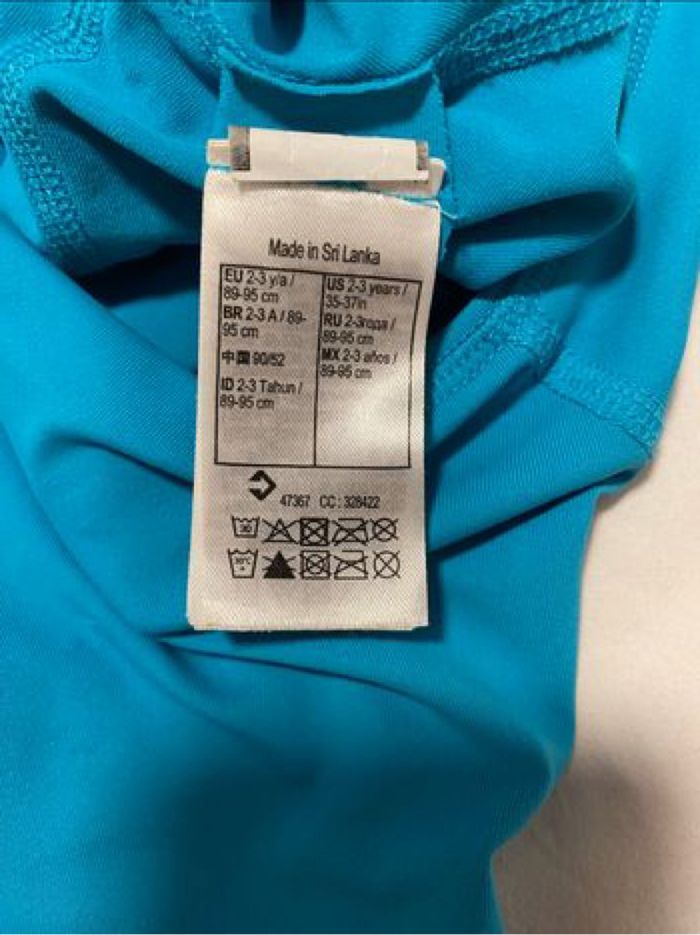 Made in Sri Lanka
EU 2-3 y/a /
89-95 cm
BR 2-3 A / 89-
95 cm
中国 90/52
ID 2-3 Tahun /
89-95 cm
US 2-3 years /
35-37in
RU 2-3года /
89-95 cm
MX 2-3 años /
89-95 cm
47367 CC : 328422
30
30°C